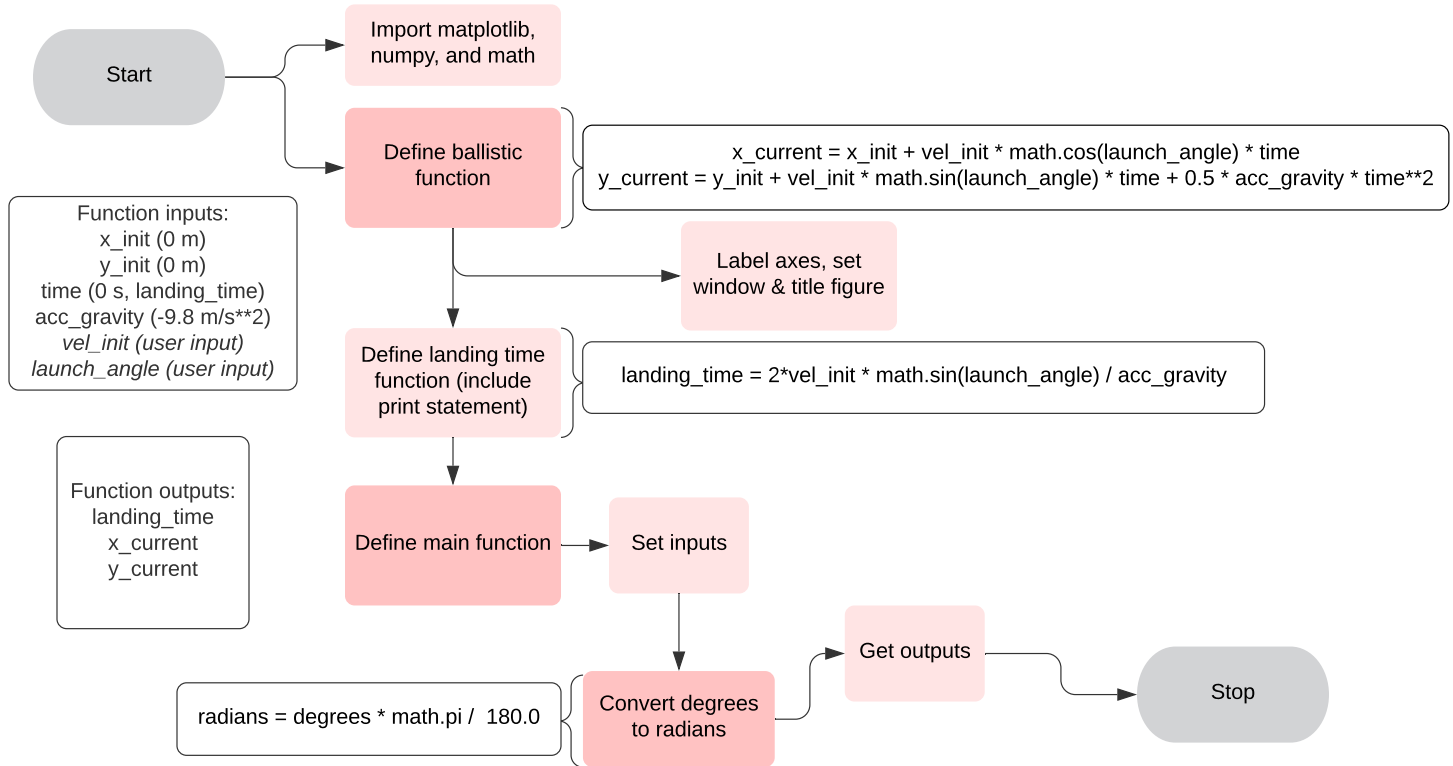 Start
Import matplotlib,
numpy, and math
Define ballistic
function
x_current = x_init + vel_init * math.cos(launch_angle) * time
y_current = y_init + vel_init * math.sin(launch_angle) * time + 0.5 * acc_gravity * time**2
Function inputs:
x_init (0 m)
y_init (0 m)
time (0 s, landing_time)
acc_gravity (-9.8 m/s**2)
vel_init (user input)
launch_angle (user input)
Label axes, set
window & title figure
Define landing time
function (include
print statement)
landing_time = 2*vel_init * math.sin(launch_angle) / acc_gravity
Function outputs:
landing_time
x_current
y_current
Define main function
Set inputs
Convert degrees
to radians
radians = degrees * math.pi / 180.0
Get outputs
Stop